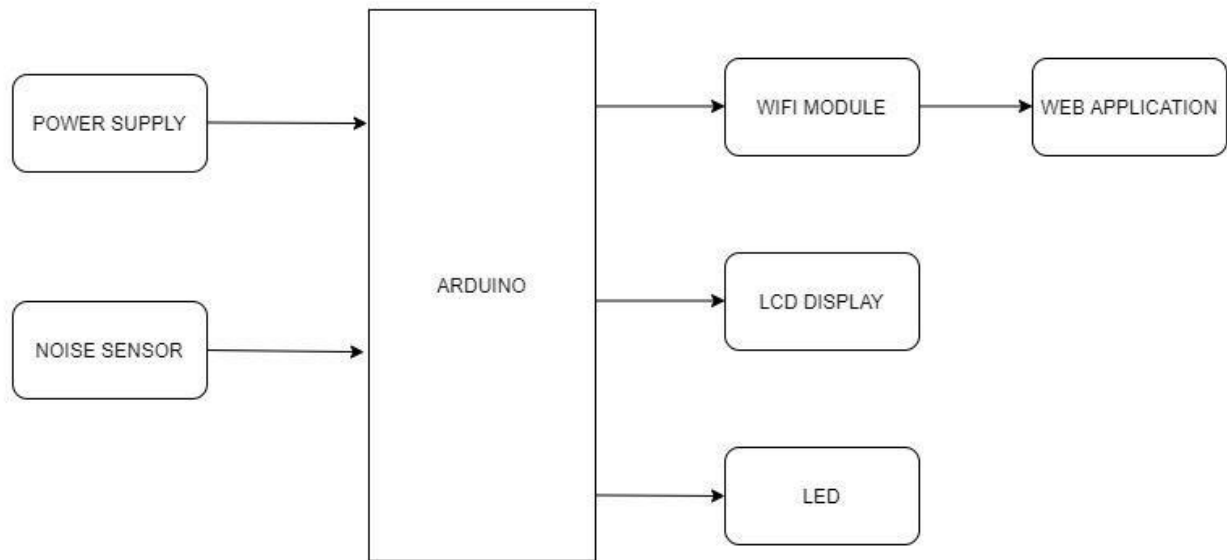 POWER SUPPLY
NOISE SENSOR
ARDUINO
WIFI MODULE
WEB APPLICATION
LCD DISPLAY
LED